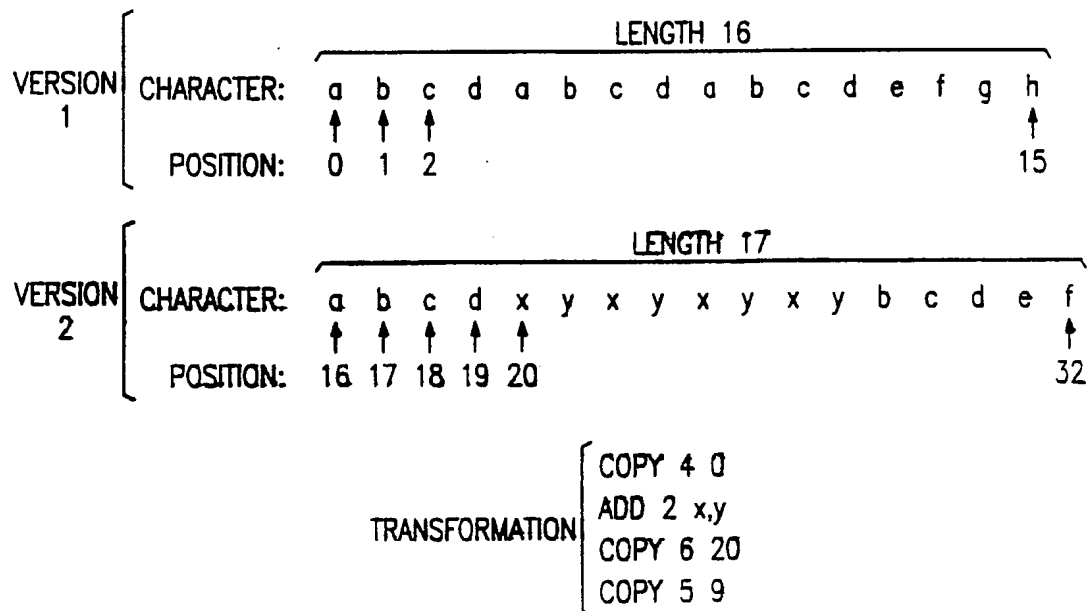 LENGTH 16
VERSION 1
CHARACTER: a b c d a b c d a b c d e f g h
POSITION: 0 1 2 15
LENGTH 17
VERSION 2
CHARACTER: a b c d x y x y x y x y b c d e f
POSITION: 16 17 18 19 20 32
TRANSFORMATION
COPY 4 0
ADD 2 x,y
COPY 6 20
COPY 5 9